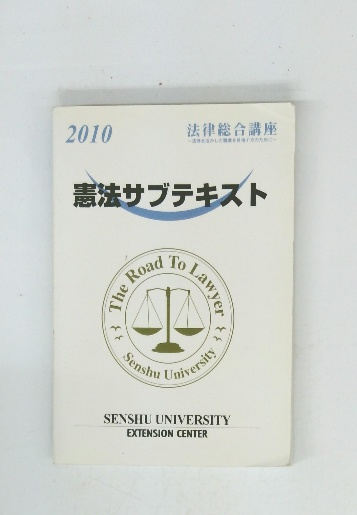 2010
法律総合講座
憲法サブテキスト
The Road To Lawyer
Senshu University
SENSHU UNIVERSITY
EXTENSION CENTER